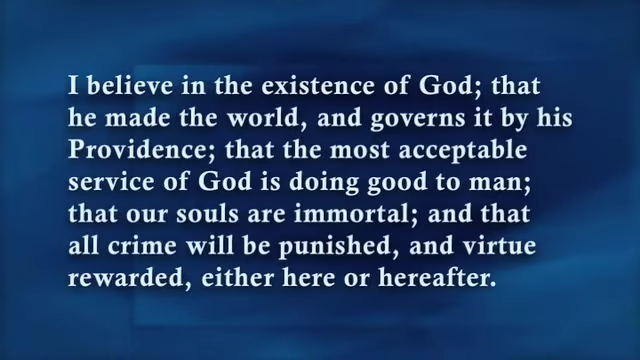 I believe in the existence of God; that
he made the world, and governs it by his
Providence; that the most acceptable
service of God is doing good to man;
that our souls are immortal; and that
all crime will be punished, and virtue
rewarded, either here or hereafter.